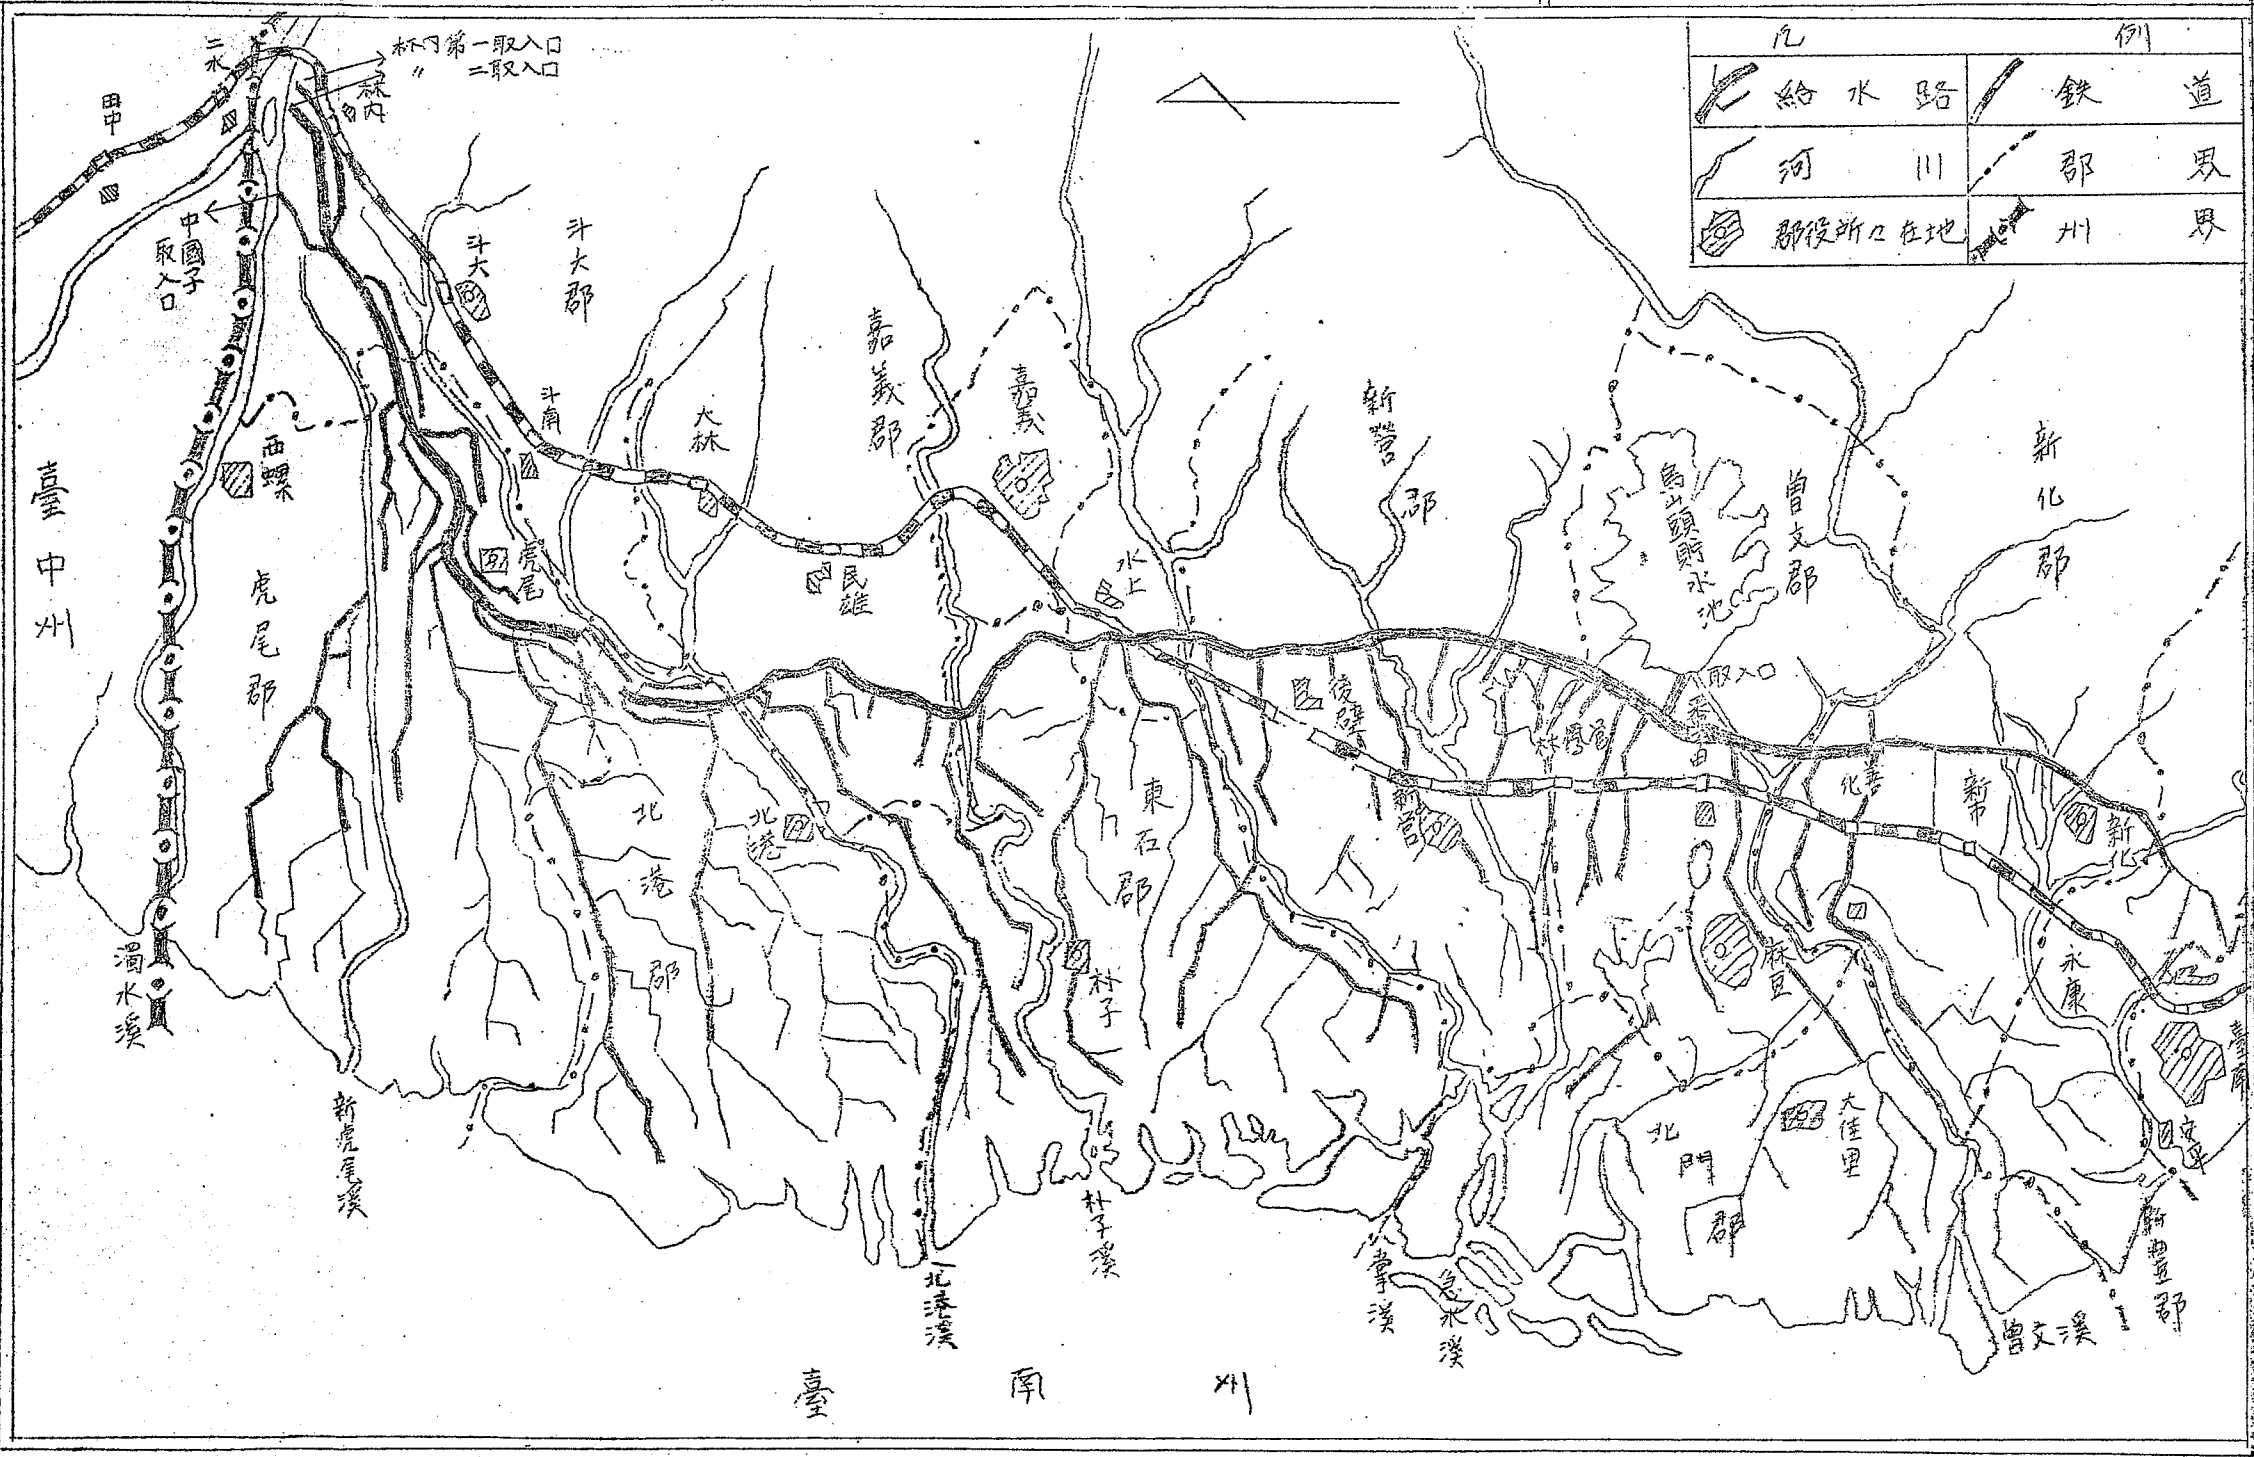 凡例
給水路
鉄道
河川
郡界
郡役所々在地
州界
二水
林内第一取入口
〃 二取入口
林内
田中
中國子
取入口
斗六
斗六郡
斗南
大林
嘉義郡
嘉義
新營郡
烏山頭貯水池
曾文郡
新化郡
臺中州
西螺
虎尾
虎尾郡
民雄
水上
取入口
後壁
林鳳營
番子田
善化
新市
新化
新營
北港
北港郡
東石郡
朴子
麻豆
永康
臺南
安平
北門郡
大佳里
新豐郡
濁水溪
新虎尾溪
北港溪
朴子溪
八掌溪
急水溪
曾文溪
臺南州